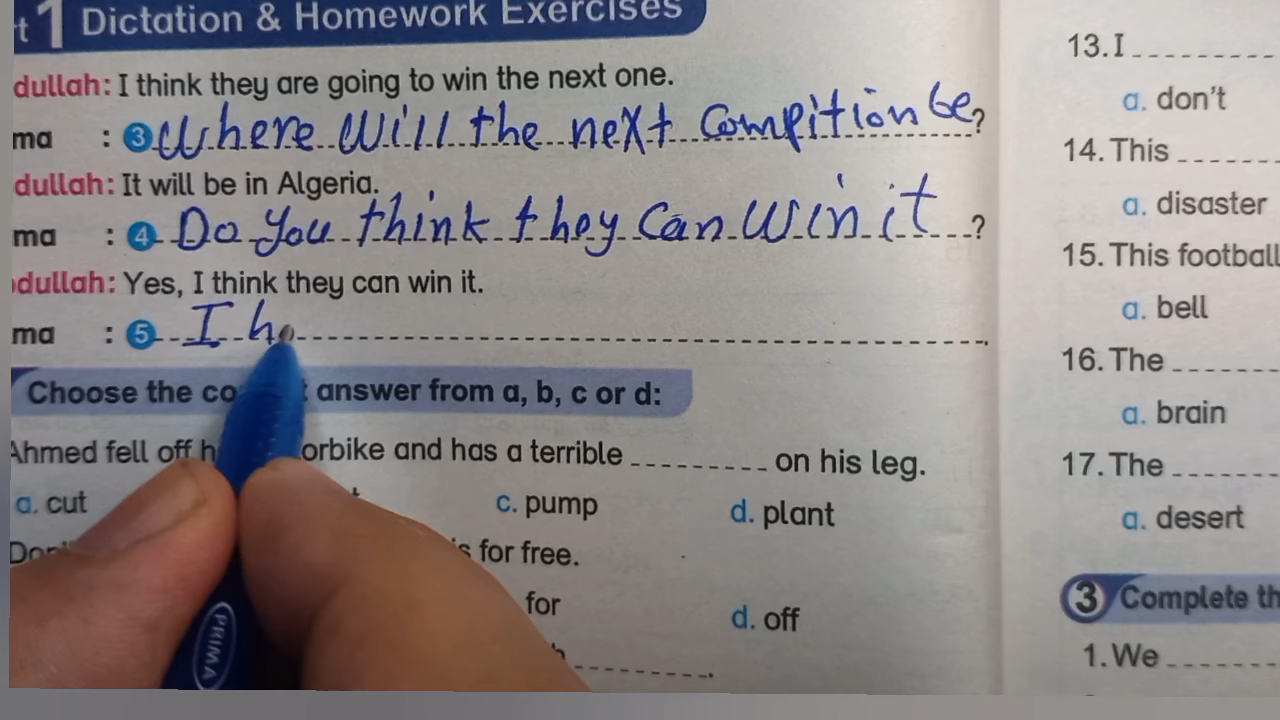 t 1 Dictation & Homework Exercises
dullah: I think they are going to win the next one.
ma : 3 Where will the next compition be?
dullah: It will be in Algeria.
ma : 4 Do you think they can win it ?
dullah: Yes, I think they can win it.
ma : 5 I h
Choose the co answer from a, b, c or d:
Ahmed fell off h orbike and has a terrible on his leg.
a. cut c. pump d. plant
Don' is for free.
for d. off
PRIMA
13. I
a. don't
14. This
a. disaster
15. This football
a. bell
16. The
a. brain
17. The
a. desert
3 Complete th
1. We